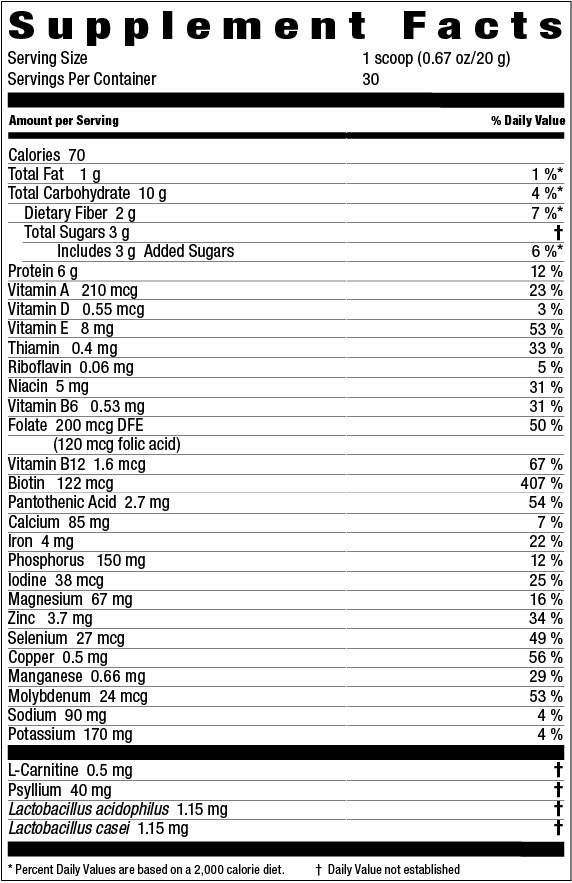 Supplement Facts
Serving Size 1 scoop (0.67 oz/20 g)
Servings Per Container 30
Amount per Serving % Daily Value
Calories 70
Total Fat 1 g 1 %*
Total Carbohydrate 10 g 4 %*
Dietary Fiber 2 g 7 %*
Total Sugars 3 g †
Includes 3 g Added Sugars 6 %*
Protein 6 g 12 %
Vitamin A 210 mcg 23 %
Vitamin D 0.55 mcg 3 %
Vitamin E 8 mg 53 %
Thiamin 0.4 mg 33 %
Riboflavin 0.06 mg 5 %
Niacin 5 mg 31 %
Vitamin B6 0.53 mg 31 %
Folate 200 mcg DFE 50 %
(120 mcg folic acid)
Vitamin B12 1.6 mcg 67 %
Biotin 122 mcg 407 %
Pantothenic Acid 2.7 mg 54 %
Calcium 85 mg 7 %
Iron 4 mg 22 %
Phosphorus 150 mg 12 %
Iodine 38 mcg 25 %
Magnesium 67 mg 16 %
Zinc 3.7 mg 34 %
Selenium 27 mcg 49 %
Copper 0.5 mg 56 %
Manganese 0.66 mg 29 %
Molybdenum 24 mcg 53 %
Sodium 90 mg 4 %
Potassium 170 mg 4 %
L-Carnitine 0.5 mg †
Psyllium 40 mg †
Lactobacillus acidophilus 1.15 mg †
Lactobacillus casei 1.15 mg †
* Percent Daily Values are based on a 2,000 calorie diet. † Daily Value not established